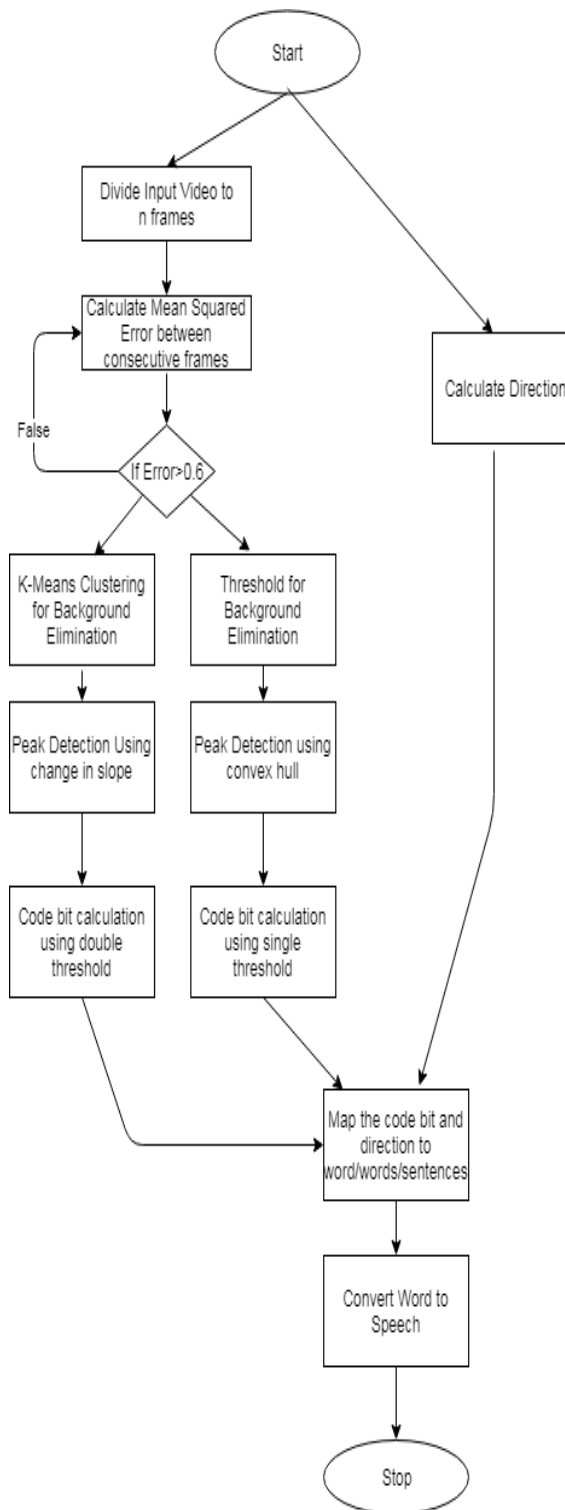 Start
Divide Input Video to
n frames
Calculate Mean Squared
Error between
consecutive frames
Calculate Direction
False
If Error>0.6
K-Means Clustering
for Background
Elimination
Threshold for
Background
Elimination
Peak Detection Using
change in slope
Peak Detection using
convex hull
Code bit calculation
using double
threshold
Code bit calculation
using single
threshold
Map the code bit and
direction to
word/words/sentences
Convert Word to
Speech
Stop